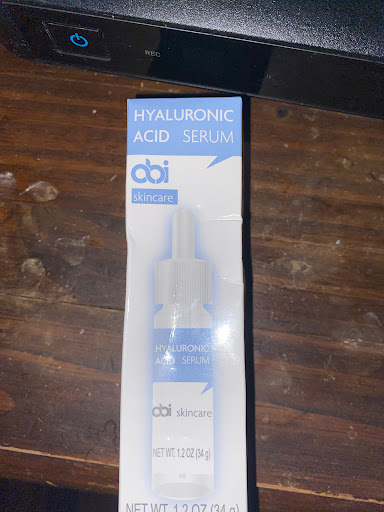 REC
HYALURONIC
ACID SERUM
obi
skincare
HYALURONIC
ACID SERUM
obi skincare
NET WT. 1.2 OZ (34 g)
NET WT. 1.2 OZ (34 g)